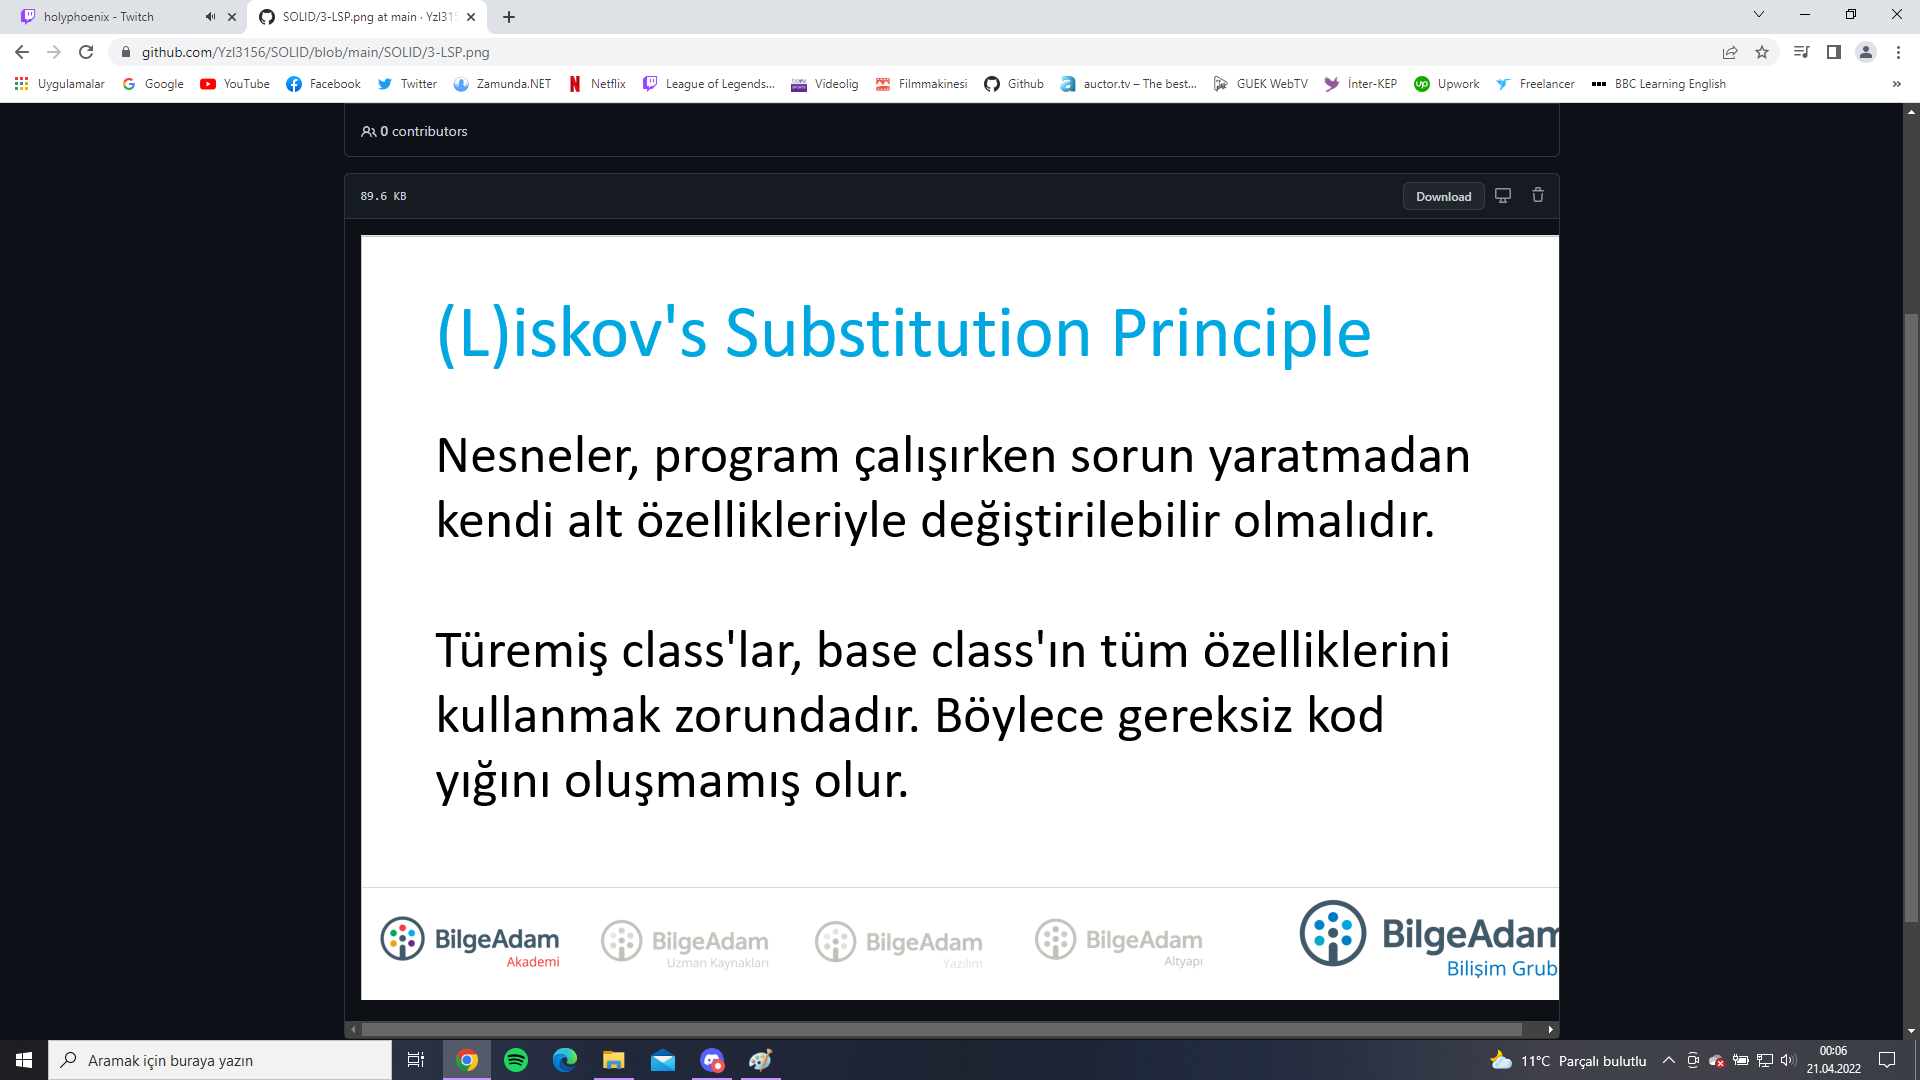 holyphoenix - Twitch
SOLID/3-LSP.png at main · Yzl315
github.com/Yzl3156/SOLID/blob/main/SOLID/3-LSP.png
Uygulamalar Google YouTube Facebook Twitter Zamunda.NET Netflix League of Legends... Videolig Filmmakinesi Github auctor.tv – The best... GUEK WebTV İnter-KEP Upwork Freelancer BBC Learning English »
0 contributors
89.6 KB
Download
(L)iskov's Substitution Principle
Nesneler, program çalışırken sorun yaratmadan
kendi alt özellikleriyle değiştirilebilir olmalıdır.
Türemiş class'lar, base class'ın tüm özelliklerini
kullanmak zorundadır. Böylece gereksiz kod
yığını oluşmamış olur.
BilgeAdam
Akademi
BilgeAdam
Uzman Kaynakları
BilgeAdam
Yazılım
BilgeAdam
Altyapı
BilgeAdam
Bilişim Grub
Aramak için buraya yazın
11°C Parçalı bulutlu
00:06
21.04.2022